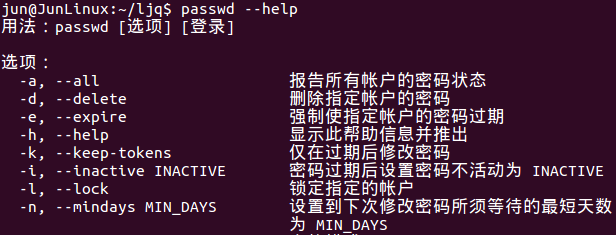 jun@JunLinux:~/ljq$ passwd --help
用法：passwd [选项] [登录]
选项：
-a, --all 报告所有帐户的密码状态
-d, --delete 删除指定帐户的密码
-e, --expire 强制使指定帐户的密码过期
-h, --help 显示此帮助信息并推出
-k, --keep-tokens 仅在过期后修改密码
-i, --inactive INACTIVE 密码过期后设置密码不活动为 INACTIVE
-l, --lock 锁定指定的帐户
-n, --mindays MIN_DAYS 设置到下次修改密码所须等待的最短天数
为 MIN_DAYS